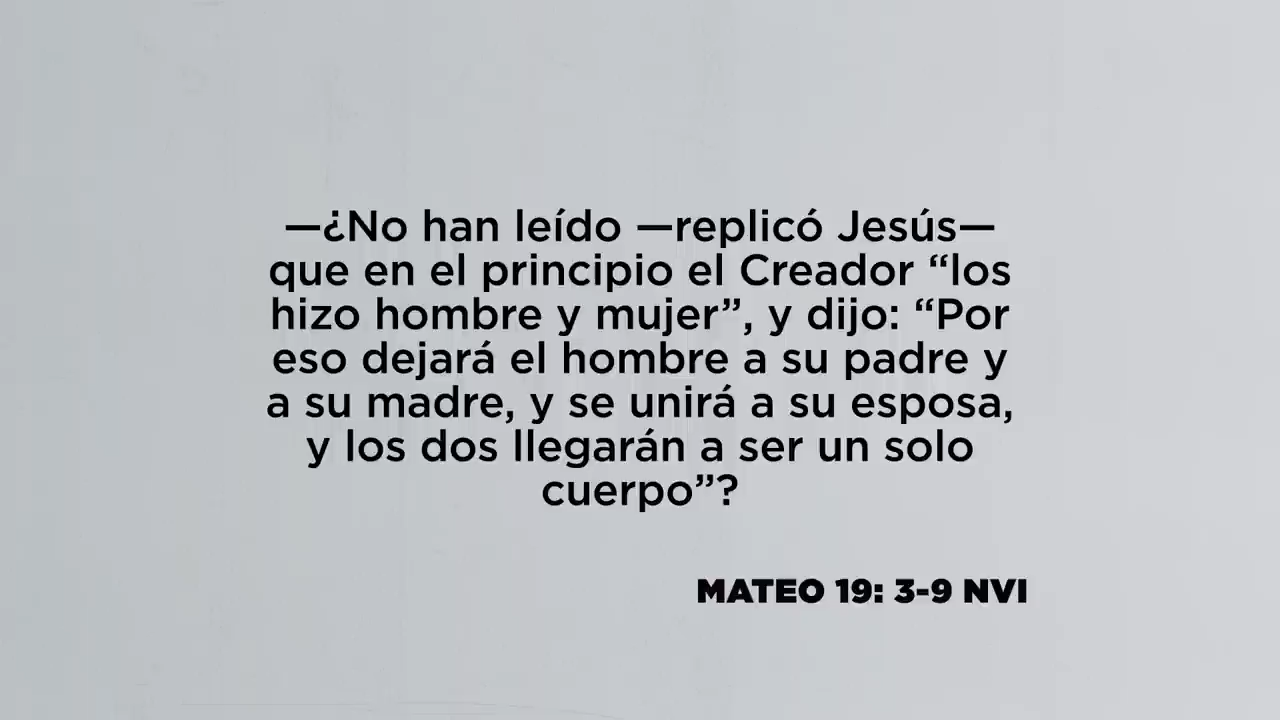 —¿No han leído —replicó Jesús—
que en el principio el Creador “los
hizo hombre y mujer”, y dijo: “Por
eso dejará el hombre a su padre y
a su madre, y se unirá a su esposa,
y los dos llegarán a ser un solo
cuerpo”?
MATEO 19: 3-9 NVI